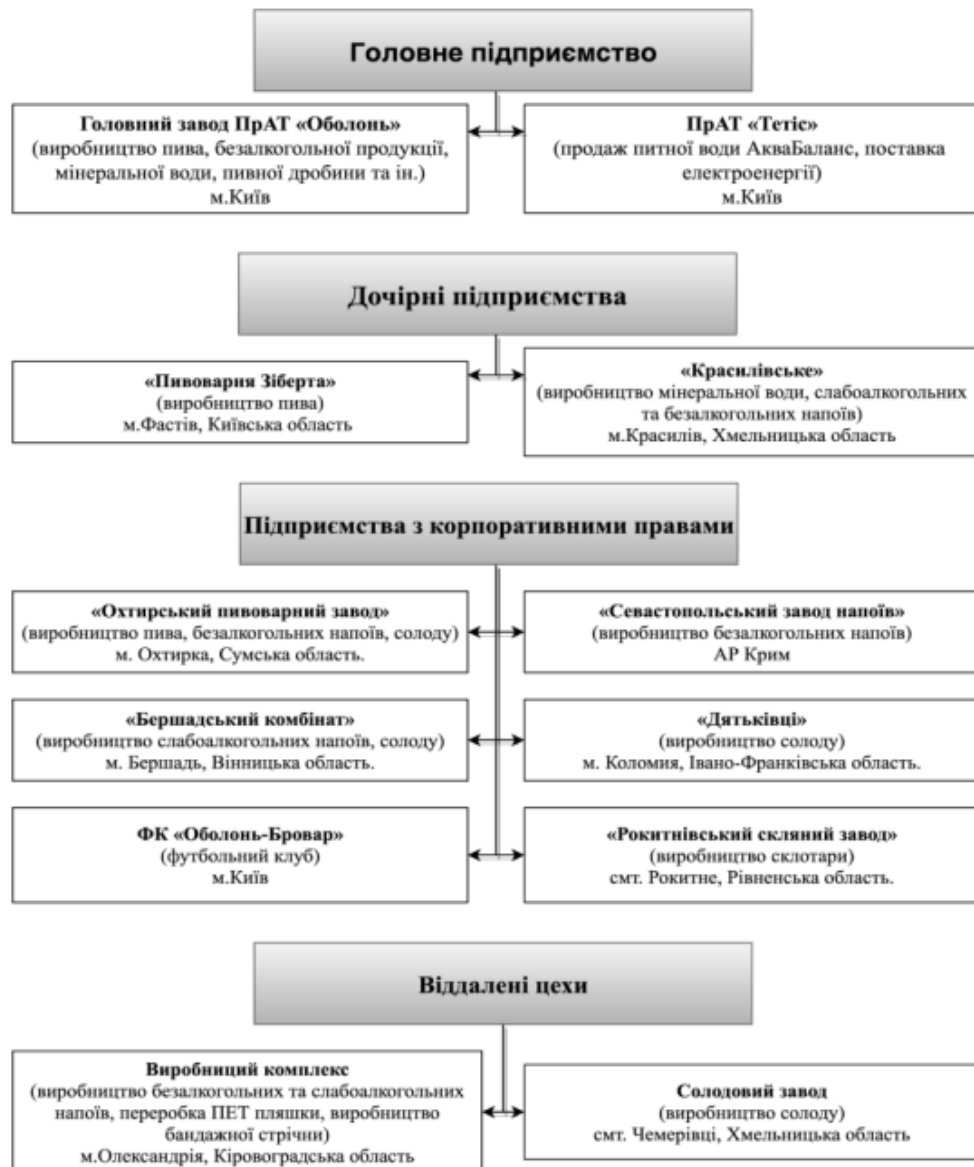 Головне підприємство
Головний завод ПрАТ «Оболонь»
(виробництво пива, безалкогольної продукції,
мінеральної води, пивної дробини та ін.)
м.Київ
ПрАТ «Тетіс»
(продаж питної води АкваБаланс, поставка
електроенергії)
м.Київ
Дочірні підприємства
«Пивоварня Зіберта»
(виробництво пива)
м.Фастів, Київська область
«Красилівське»
(виробництво мінеральної води, слабоалкогольних
та безалкогольних напоїв)
м.Красилів, Хмельницька область
Підприємства з корпоративними правами
«Охтирський пивоварний завод»
(виробництво пива, безалкогольних напоїв, солоду)
м. Охтирка, Сумська область.
«Севастопольський завод напоїв»
(виробництво безалкогольних напоїв)
АР Крим
«Бершадський комбінат»
(виробництво слабоалкогольних напоїв, солоду)
м. Бершадь, Вінницька область.
«Дятьківці»
(виробництво солоду)
м. Коломия, Івано-Франківська область.
ФК «Оболонь-Бровар»
(футбольний клуб)
м.Київ
«Рокитнівський скляний завод»
(виробництво склотари)
смт. Рокитне, Рівненська область.
Віддалені цехи
Виробниций комплекс
(виробництво безалкогольних та слабоалкогольних
напоїв, переробка ПЕТ пляшки, виробництво
бандажної стрічни)
м.Олександрія, Кіровоградська область
Солодовий завод
(виробництво солоду)
смт. Чемерівці, Хмельницька область